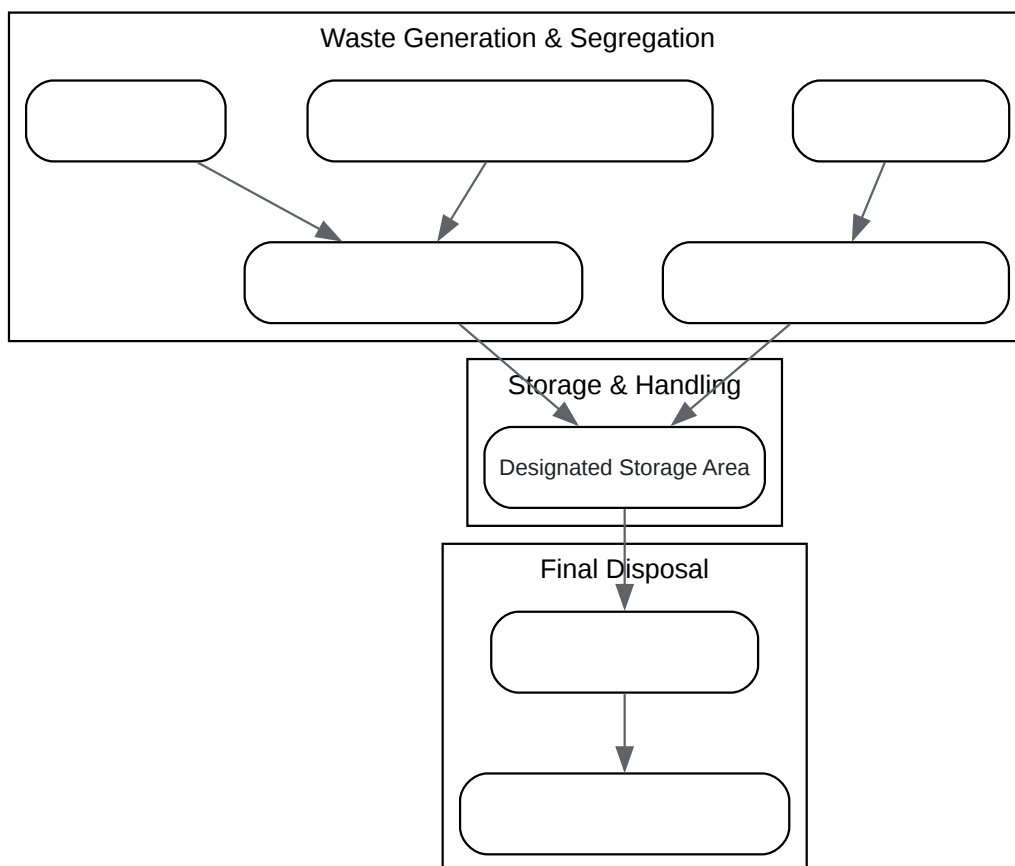 Waste Generation & Segregation
Storage & Handling
Designated Storage Area
Final Disposal